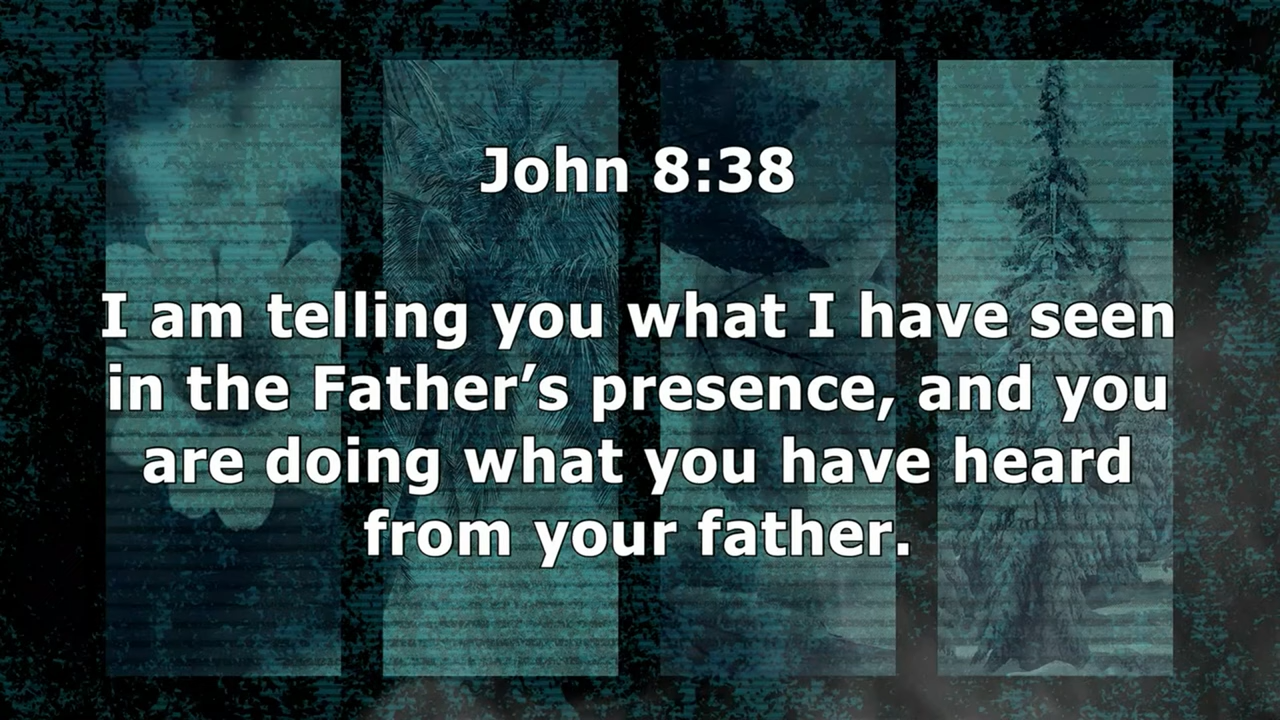 John 8:38
I am telling you what I have seen
in the Father’s presence, and you
are doing what you have heard
from your father.